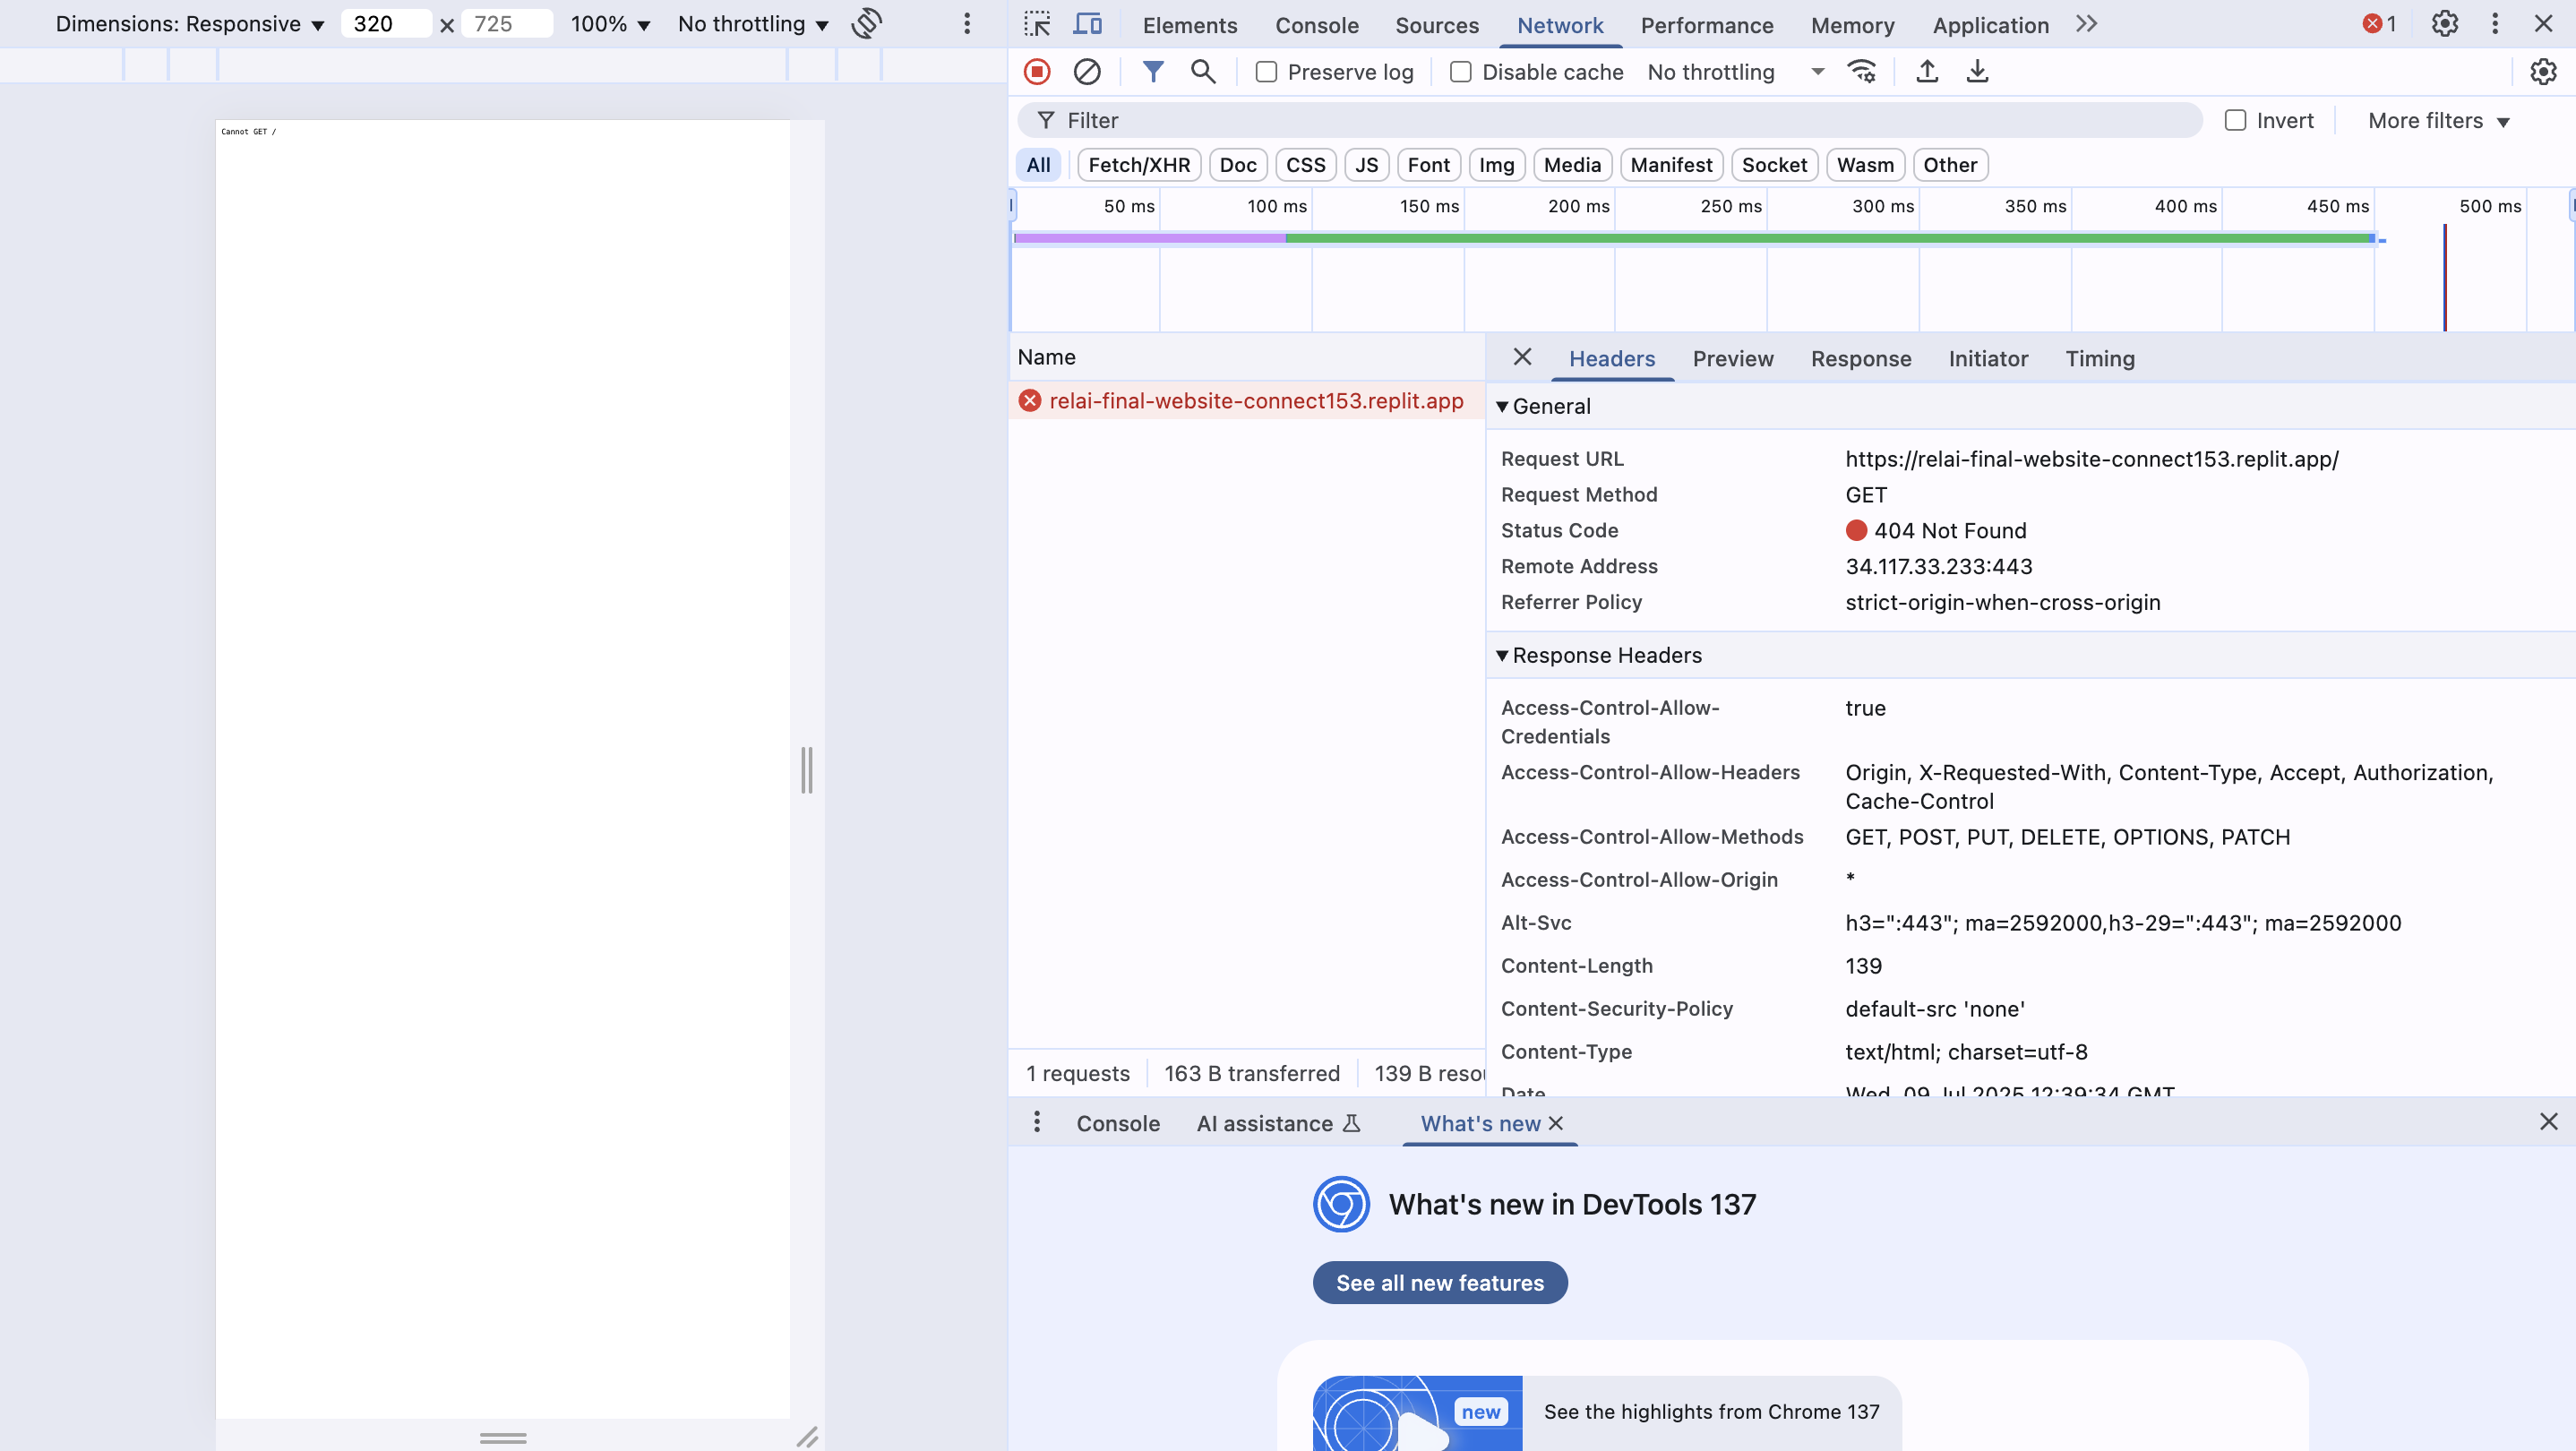 Dimensions: Responsive ▼ 320 × 725 100% ▼ No throttling ▼
Cannot GET /
Elements Console Sources Network Performance Memory Application 1
Preserve log Disable cache No throttling
Filter Invert More filters ▼
All Fetch/XHR Doc CSS JS Font Img Media Manifest Socket Wasm Other
50 ms 100 ms 150 ms 200 ms 250 ms 300 ms 350 ms 400 ms 450 ms 500 ms
Name
relai-final-website-connect153.replit.app
1 requests 163 B transferred 139 B resou
Headers Preview Response Initiator Timing
▼ General
Request URL https://relai-final-website-connect153.replit.app/
Request Method GET
Status Code 404 Not Found
Remote Address 34.117.33.233:443
Referrer Policy strict-origin-when-cross-origin
▼ Response Headers
Access-Control-Allow- true
Credentials
Access-Control-Allow-Headers Origin, X-Requested-With, Content-Type, Accept, Authorization,
Cache-Control
Access-Control-Allow-Methods GET, POST, PUT, DELETE, OPTIONS, PATCH
Access-Control-Allow-Origin *
Alt-Svc h3=":443"; ma=2592000,h3-29=":443"; ma=2592000
Content-Length 139
Content-Security-Policy default-src 'none'
Content-Type text/html; charset=utf-8
Date Wed, 09 Jul 2025 12:39:34 GMT
Console AI assistance What's new
What's new in DevTools 137
See all new features
new See the highlights from Chrome 137